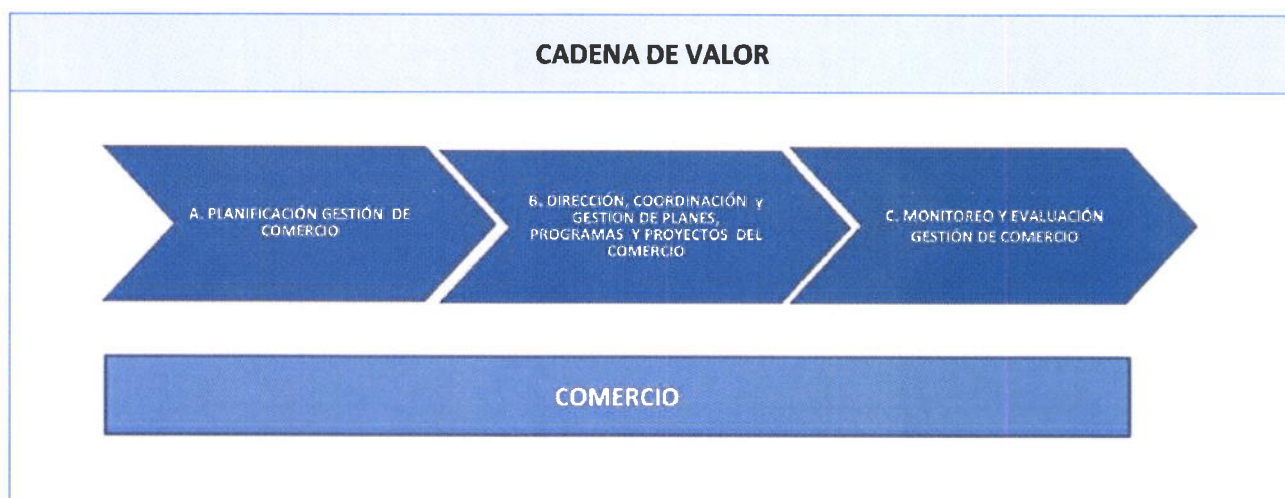 CADENA DE VALOR
A. PLANIFICACIÓN GESTIÓN DE
COMERCIO
B. DIRECCIÓN, COORDINACIÓN y
GESTION DE PLANES,
PROGRAMAS Y PROYECTOS DEL
COMERCIO
C. MONITOREO Y EVALUACIÓN
GESTIÓN DE COMERCIO
COMERCIO